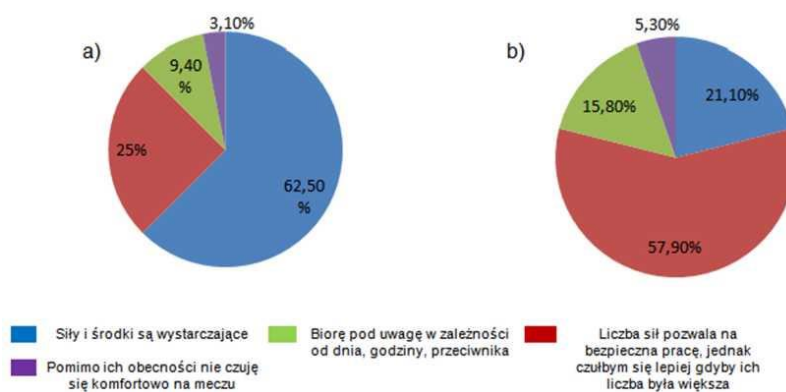 a)
3,10%
9,40
%
25%
62,50
%
b)
5,30%
15,80%
21,10%
57,90%
Siły i środki są wystarczające
Biorę pod uwagę w zależności
od dnia, godziny, przeciwnika
Liczba sił pozwala na
bezpieczna pracę, jednak
czułbym się lepiej gdyby ich
liczba była większa
Pomimo ich obecności nie czuję
się komfortowo na meczu